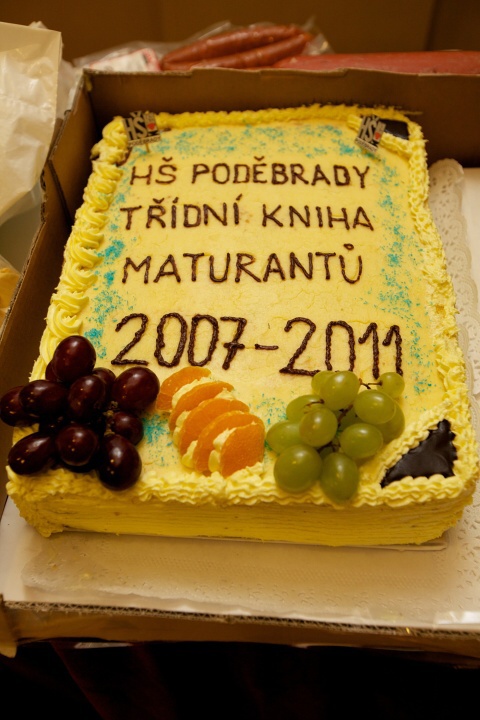 HŠ PODĚBRADY
TŘÍDNÍ KNIHA
MATURANTŮ
2007-2011